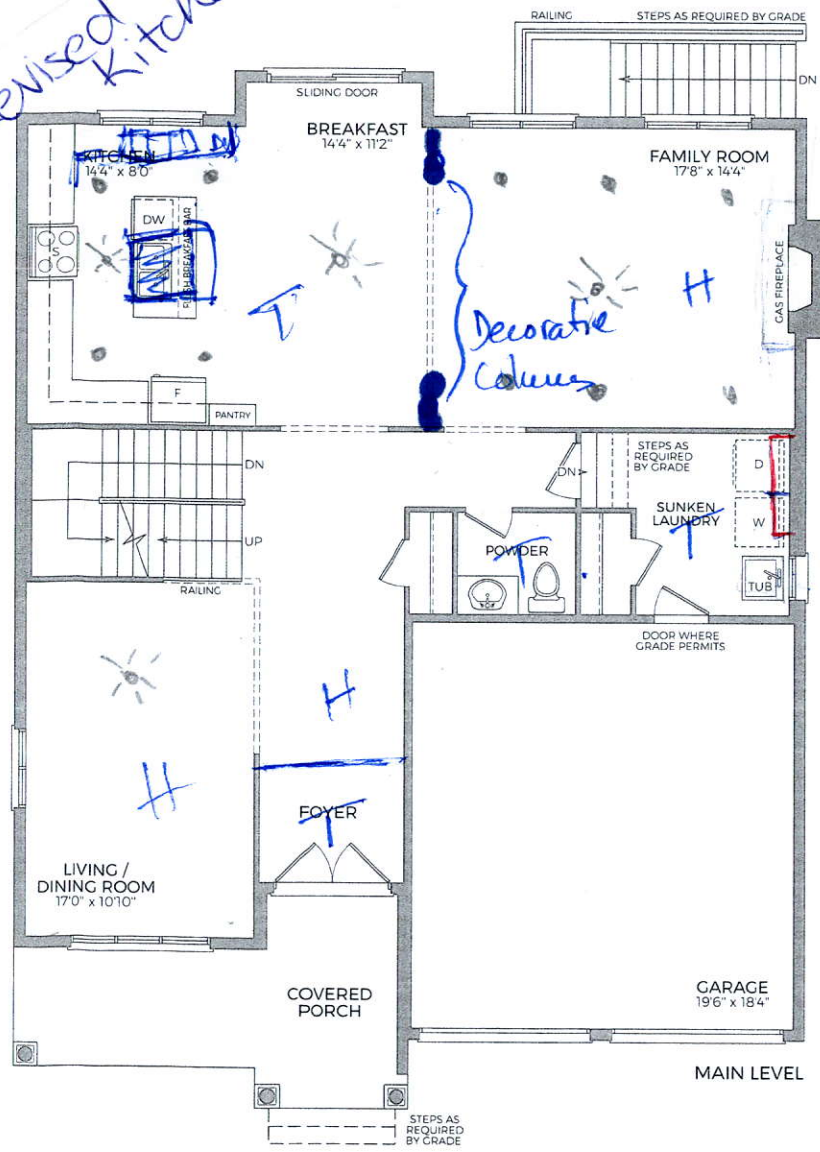 evised
Kitche
RAILING
STEPS AS REQUIRED BY GRADE
DN
SLIDING DOOR
BREAKFAST
14'4" x 11'2"
KITCHEN
14'4" x 8'0"
FAMILY ROOM
17'8" x 14'4"
DW
DW
FLUSH BREAKFAST BAR
S
GAS FIREPLACE
T
H
Decorative
Columns
F
PANTRY
DN
UP
RAILING
DN
STEPS AS
REQUIRED
BY GRADE
D
W
SUNKEN
LAUNDRY
T
TUB
POWDER
T
DOOR WHERE
GRADE PERMITS
H
H
FOYER
T
LIVING /
DINING ROOM
17'0" x 10'10"
COVERED
PORCH
GARAGE
19'6" x 18'4"
MAIN LEVEL
STEPS AS
REQUIRED
BY GRADE